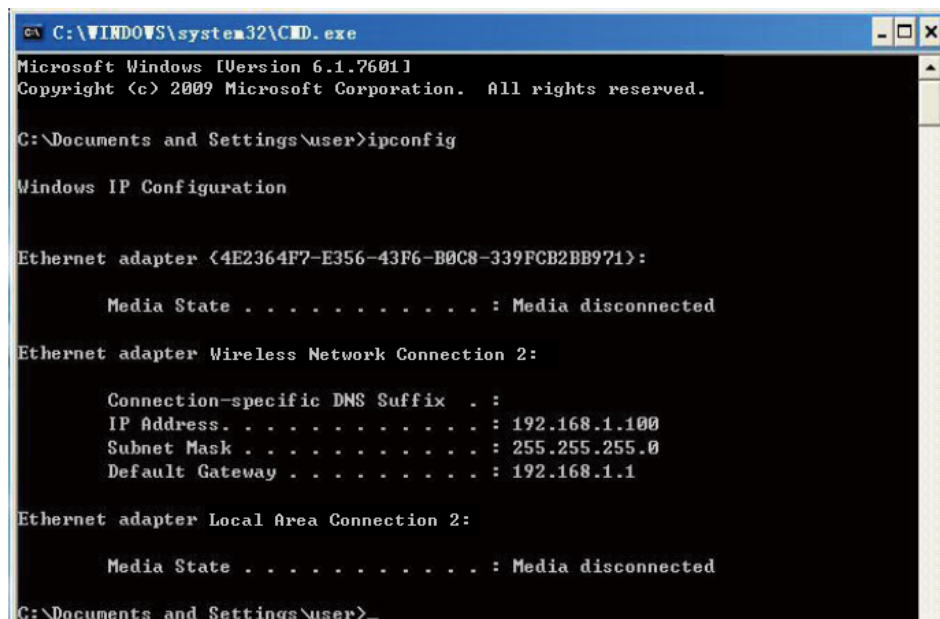 C:\WINDOWS\system32\CMD.exe
Microsoft Windows [Version 6.1.7601]
Copyright (c) 2009 Microsoft Corporation.  All rights reserved.
C:\Documents and Settings\user>ipconfig
Windows IP Configuration
Ethernet adapter {4E2364F7-E356-43F6-B0C8-339FCB2BB971}:
Media State . . . . . . . . . . . : Media disconnected
Ethernet adapter Wireless Network Connection 2:
Connection-specific DNS Suffix  . :
IP Address. . . . . . . . . . . . : 192.168.1.100
Subnet Mask . . . . . . . . . . . : 255.255.255.0
Default Gateway . . . . . . . . . : 192.168.1.1
Ethernet adapter Local Area Connection 2:
Media State . . . . . . . . . . . : Media disconnected
C:\Documents and Settings\user>_